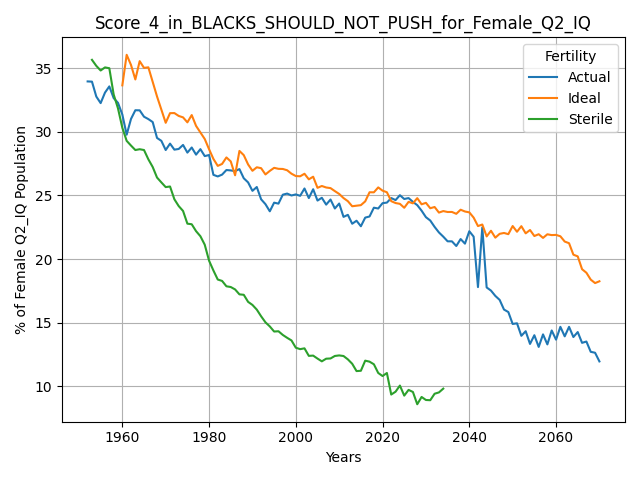 Score_4_in_BLACKS_SHOULD_NOT_PUSH_for_Female_Q2_IQ
Fertility
Actual
Ideal
Sterile
% of Female Q2_IQ Population
35
30
25
20
15
10
1960
1980
2000
2020
2040
2060
Years